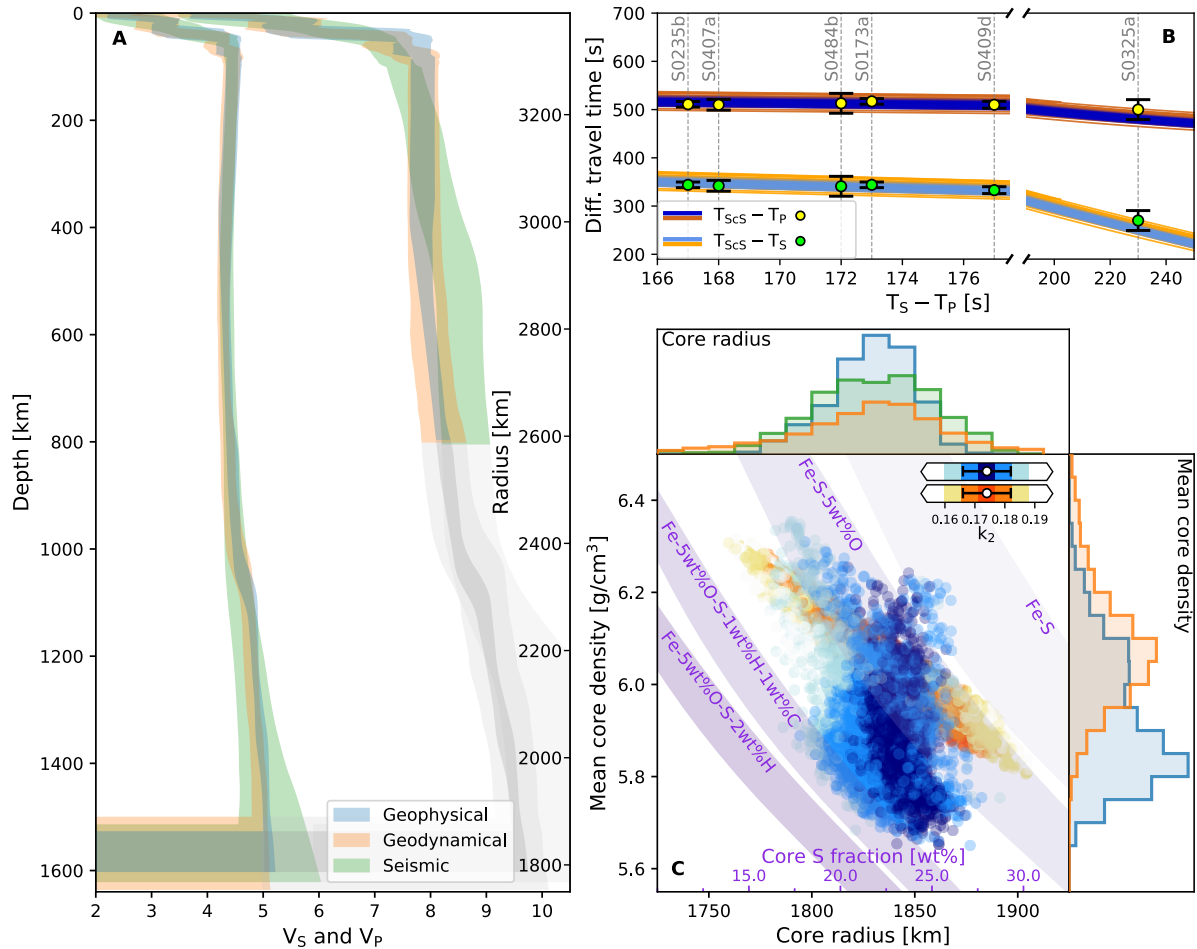 A
0
200
400
600
800
1000
1200
1400
1600
Depth [km]
3200
3000
2800
2600
2400
2200
2000
1800
Radius [km]
Geophysical
Geodynamical
Seismic
2 3 4 5 6 7 8 9 10
V_S and V_P
B
700
600
500
400
300
200
Diff. travel time [s]
S0235b
S0407a
S0484b
S0173a
S0409d
S0325a
T_ScS − T_P
T_ScS − T_S
166 168 170 172 174 176 200 220 240
T_S − T_P [s]
Core radius
Mean core density
6.4
6.2
6.0
5.8
5.6
Mean core density [g/cm³]
Fe-S-5wt%O
Fe-5wt%O-S-1wt%H-1wt%C
Fe-5wt%O-S-2wt%H
Fe-S
0.16 0.17 0.18 0.19
k₂
C
Core S fraction [wt%]
15.0 20.0 25.0 30.0
1750 1800 1850 1900
Core radius [km]